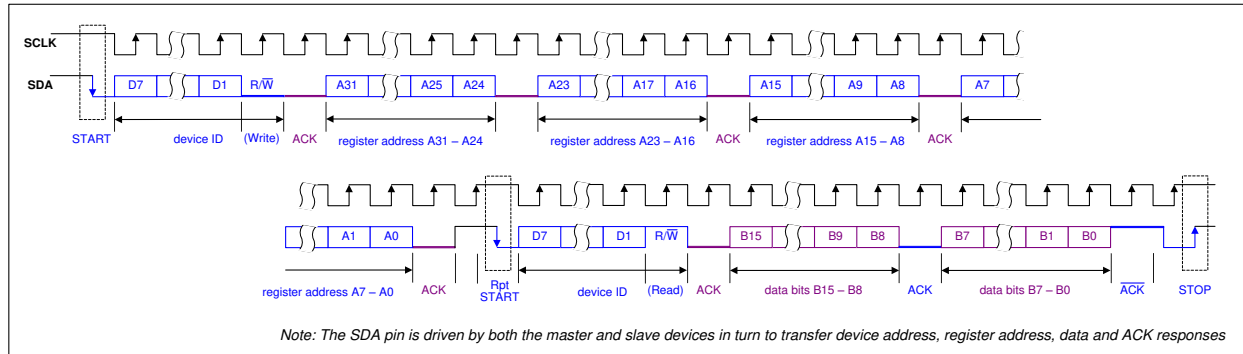 SCLK
SDA D7 D1 R/W̅ A31 A25 A24 A23 A17 A16 A15 A9 A8 A7
START device ID (Write) ACK register address A31 – A24 register address A23 – A16 ACK register address A15 – A8 ACK
A1 A0 D7 D1 R/W̅ B15 B9 B8 B7 B1 B0
register address A7 – A0 ACK Rpt START device ID (Read) ACK data bits B15 – B8 ACK data bits B7 – B0 A̅C̅K̅ STOP
Note: The SDA pin is driven by both the master and slave devices in turn to transfer device address, register address, data and ACK responses